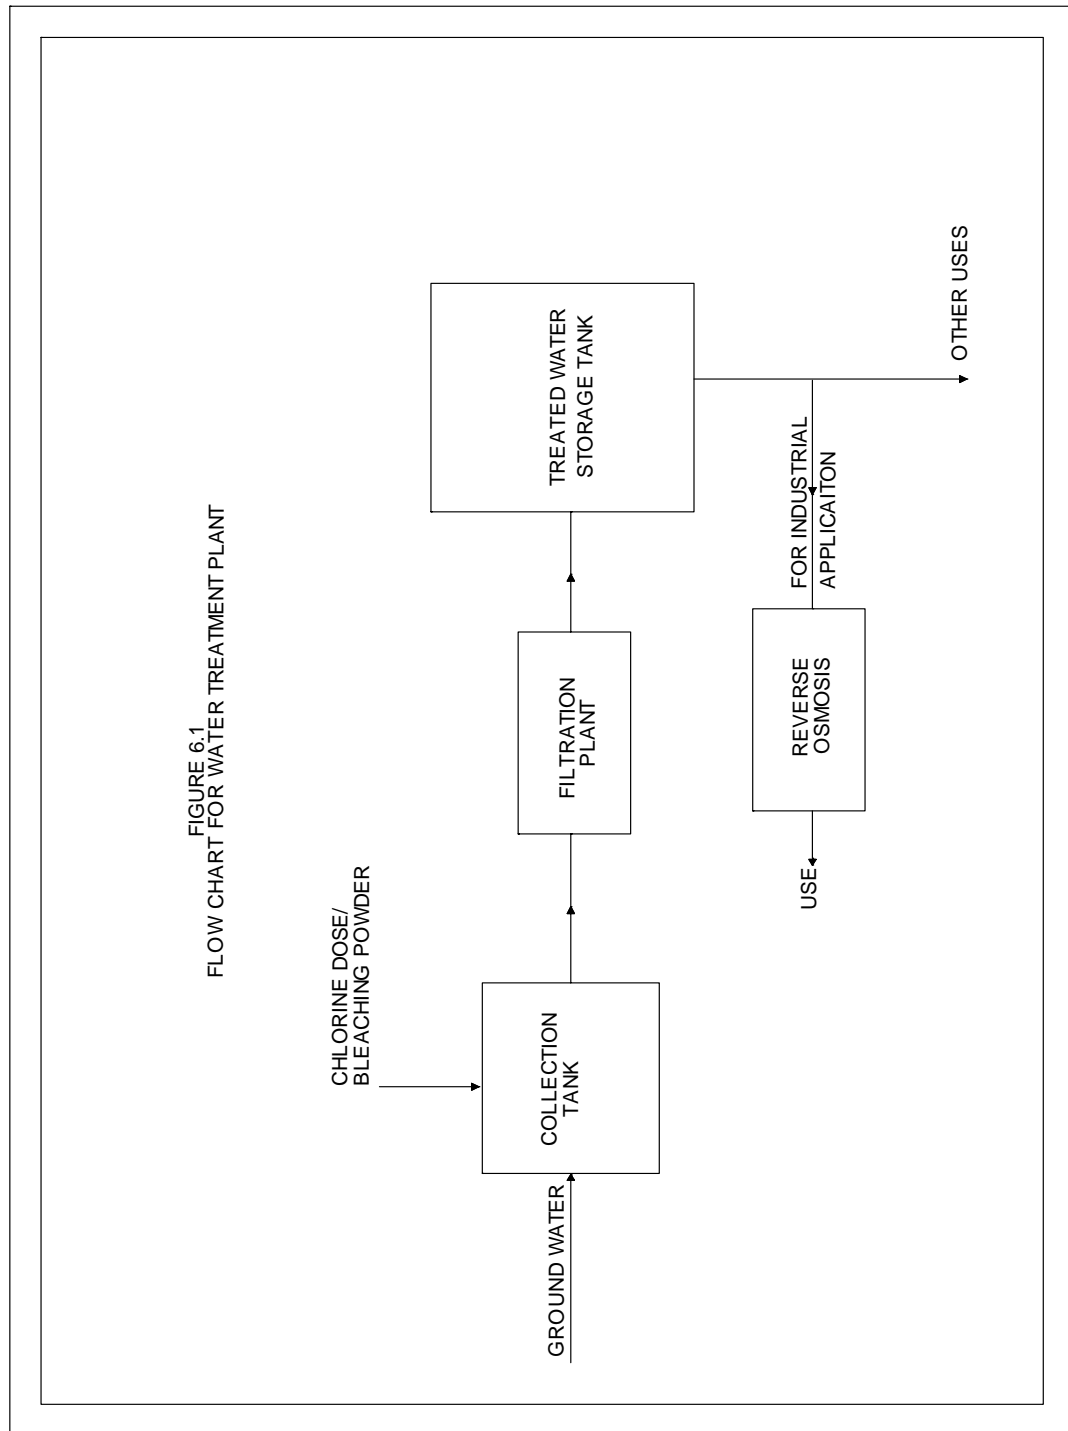 FIGURE 6.1
FLOW CHART FOR WATER TREATMENT PLANT
CHLORINE DOSE/
BLEACHING POWDER
GROUND WATER
COLLECTION
TANK
FILTRATION
PLANT
TREATED WATER
STORAGE TANK
FOR INDUSTRIAL
APPLICAITON
OTHER USES
REVERSE
OSMOSIS
USE